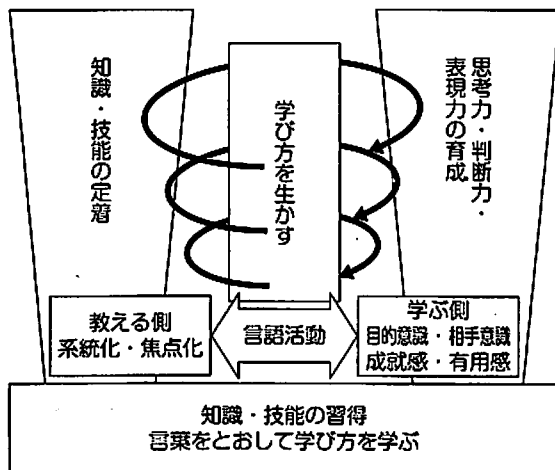 知識・技能の定着
学び方を生かす
思考力・判断力・
表現力の育成
教える側
系統化・焦点化
言語活動
学ぶ側
目的意識・相手意識
成就感・有用感
知識・技能の習得
言葉をとおして学び方を学ぶ